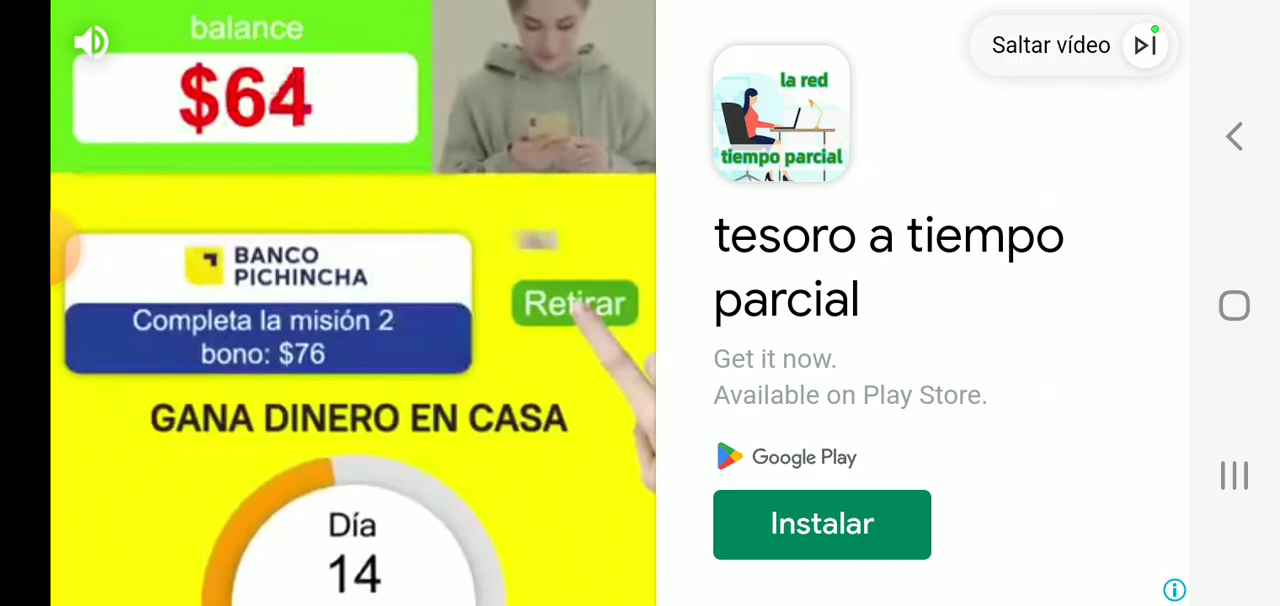 balance
$64
BANCO
PICHINCHA
Completa la misión 2
bono: $76
Retirar
GANA DINERO EN CASA
Día
14
Saltar vídeo
la red
tiempo parcial
tesoro a tiempo
parcial
Get it now.
Available on Play Store.
Google Play
Instalar